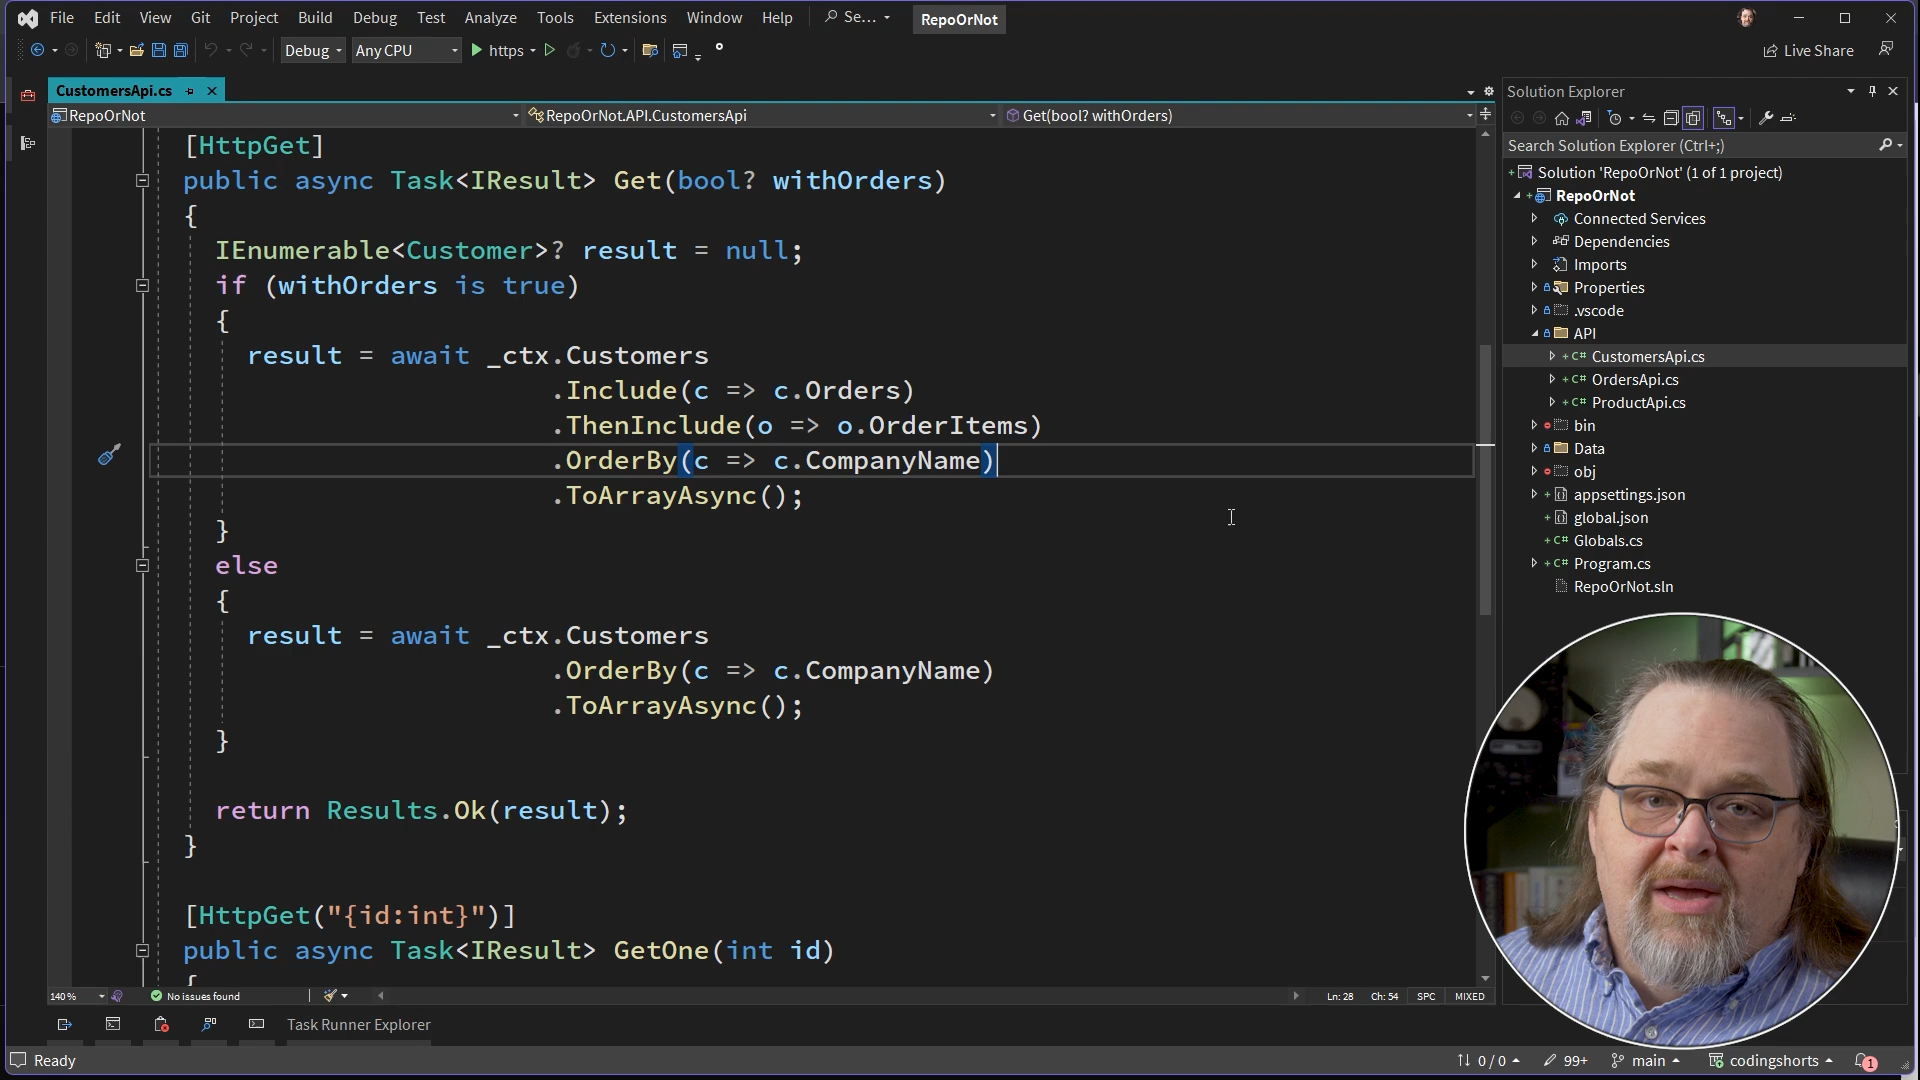 File Edit View Git Project Build Debug Test Analyze Tools Extensions Window Help Se... RepoOrNot
Debug Any CPU https Live Share
CustomersApi.cs
RepoOrNot RepoOrNot.API.CustomersApi Get(bool? withOrders)
[HttpGet]
public async Task<IResult> Get(bool? withOrders)
{
IEnumerable<Customer>? result = null;
if (withOrders is true)
{
result = await _ctx.Customers
.Include(c => c.Orders)
.ThenInclude(o => o.OrderItems)
.OrderBy(c => c.CompanyName)
.ToArrayAsync();
}
else
{
result = await _ctx.Customers
.OrderBy(c => c.CompanyName)
.ToArrayAsync();
}
return Results.Ok(result);
}
[HttpGet("{id:int}")]
public async Task<IResult> GetOne(int id)
{
140 % No issues found Ln: 28 Ch: 54 SPC MIXED
Task Runner Explorer
Ready 0 / 0 99+ main codingshorts 1
Solution Explorer
Search Solution Explorer (Ctrl+;)
Solution 'RepoOrNot' (1 of 1 project)
RepoOrNot
Connected Services
Dependencies
Imports
Properties
.vscode
API
C# CustomersApi.cs
C# OrdersApi.cs
C# ProductApi.cs
bin
Data
obj
appsettings.json
global.json
C# Globals.cs
C# Program.cs
RepoOrNot.sln